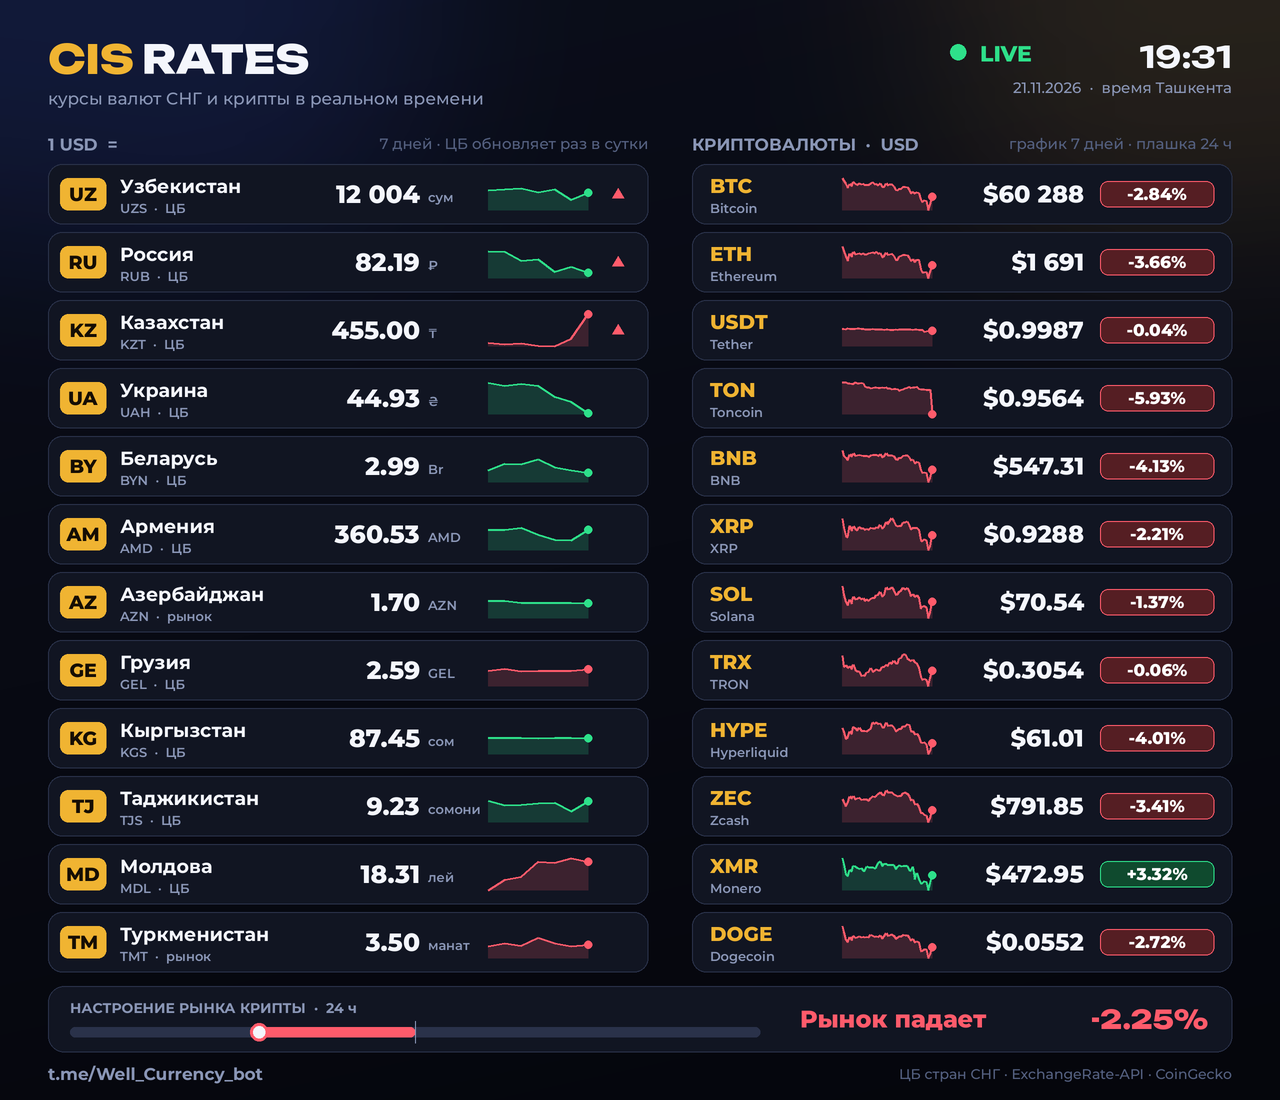 CIS RATES
курсы валют СНГ и крипты в реальном времени
LIVE
19:31
21.11.2026 · время Ташкента
1 USD =
7 дней · ЦБ обновляет раз в сутки
UZ Узбекистан 12 004 сум ▲
UZS · ЦБ
RU Россия 82.19 ₽ ▲
RUB · ЦБ
KZ Казахстан 455.00 ₸ ▲
KZT · ЦБ
UA Украина 44.93 ₴
UAH · ЦБ
BY Беларусь 2.99 Br
BYN · ЦБ
AM Армения 360.53 AMD
AMD · ЦБ
AZ Азербайджан 1.70 AZN
AZN · рынок
GE Грузия 2.59 GEL
GEL · ЦБ
KG Кыргызстан 87.45 сом
KGS · ЦБ
TJ Таджикистан 9.23 сомони
TJS · ЦБ
MD Молдова 18.31 лей
MDL · ЦБ
TM Туркменистан 3.50 манат
TMT · рынок
КРИПТОВАЛЮТЫ · USD
график 7 дней · плашка 24 ч
BTC $60 288 -2.84%
Bitcoin
ETH $1 691 -3.66%
Ethereum
USDT $0.9987 -0.04%
Tether
TON $0.9564 -5.93%
Toncoin
BNB $547.31 -4.13%
BNB
XRP $0.9288 -2.21%
XRP
SOL $70.54 -1.37%
Solana
TRX $0.3054 -0.06%
TRON
HYPE $61.01 -4.01%
Hyperliquid
ZEC $791.85 -3.41%
Zcash
XMR $472.95 +3.32%
Monero
DOGE $0.0552 -2.72%
Dogecoin
НАСТРОЕНИЕ РЫНКА КРИПТЫ · 24 ч
Рынок падает -2.25%
t.me/Well_Currency_bot
ЦБ стран СНГ · ExchangeRate-API · CoinGecko